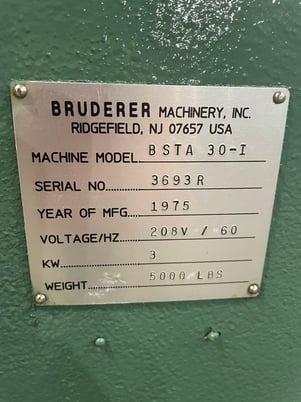 BRUDERER MACHINERY, INC.
RIDGEFIELD, NJ 07657 USA
MACHINE MODEL BSTA 30-I
SERIAL NO. 3693R
YEAR OF MFG. 1975
VOLTAGE/HZ. 208V / 60
KW. 3
WEIGHT. 5000 LBS